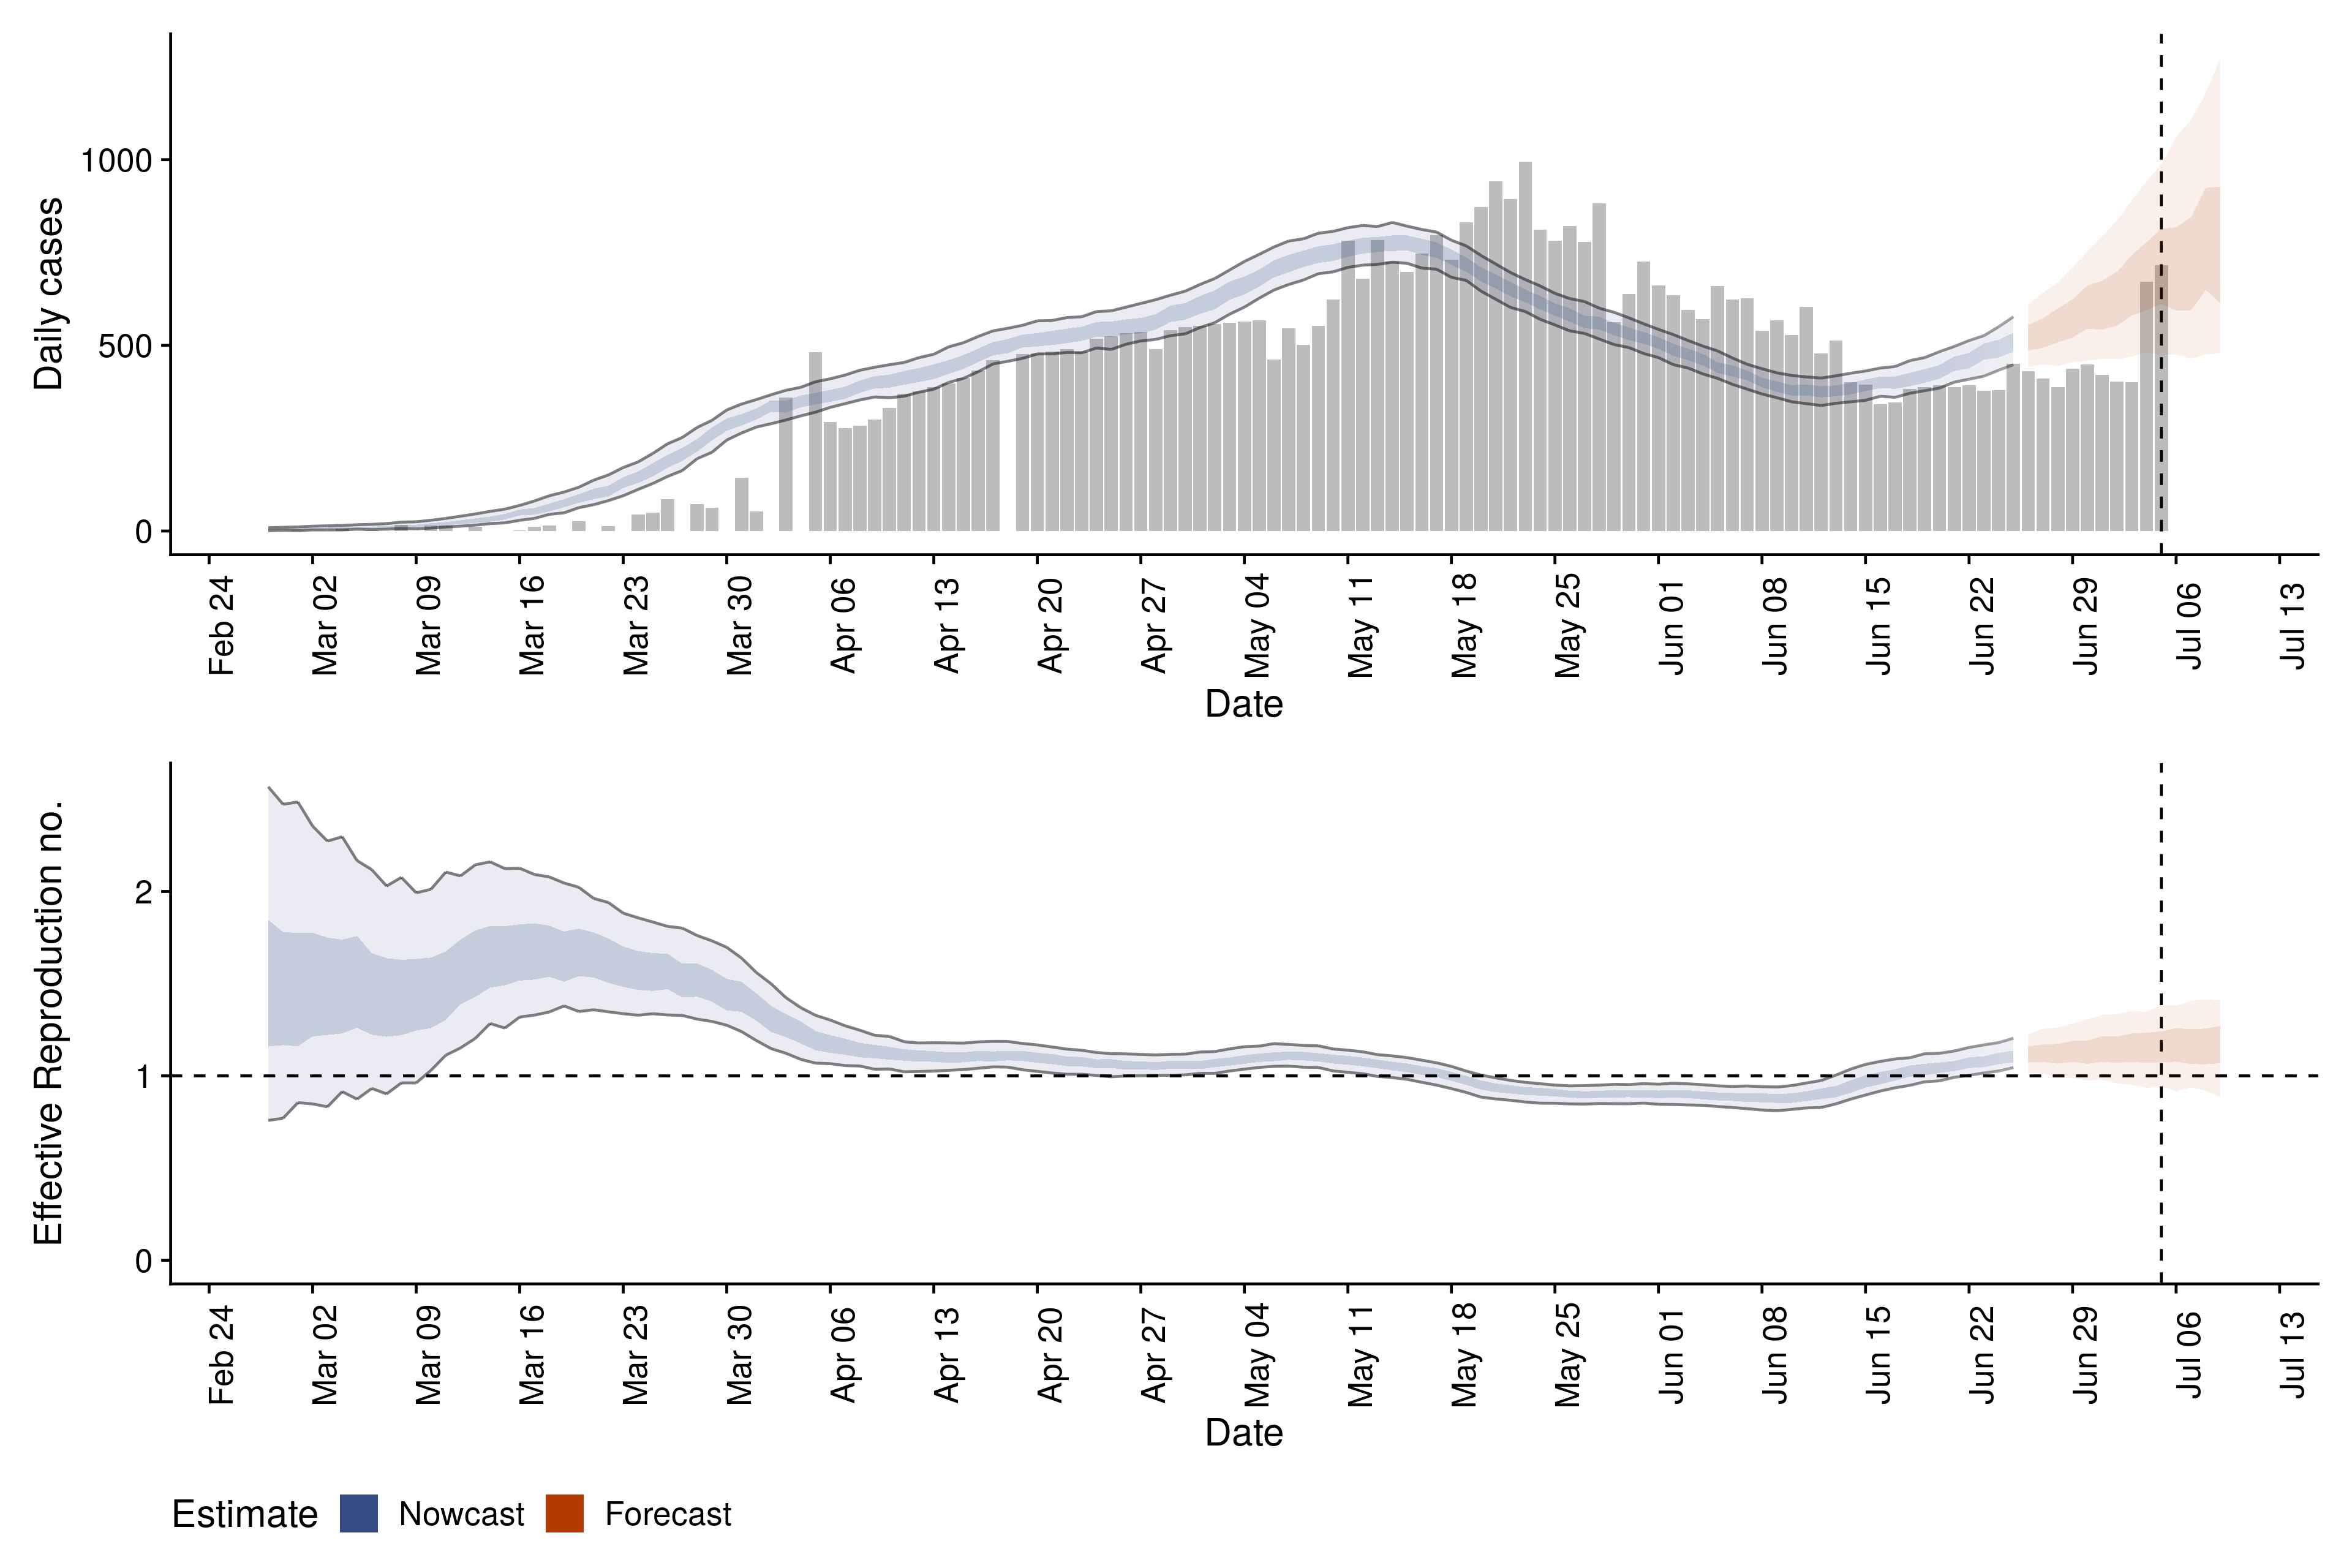 Daily cases
1000
500
0
Feb 24 Mar 02 Mar 09 Mar 16 Mar 23 Mar 30 Apr 06 Apr 13 Apr 20 Apr 27 May 04 May 11 May 18 May 25 Jun 01 Jun 08 Jun 15 Jun 22 Jun 29 Jul 06 Jul 13
Date
Effective Reproduction no.
2
1
0
Feb 24 Mar 02 Mar 09 Mar 16 Mar 23 Mar 30 Apr 06 Apr 13 Apr 20 Apr 27 May 04 May 11 May 18 May 25 Jun 01 Jun 08 Jun 15 Jun 22 Jun 29 Jul 06 Jul 13
Date
Estimate Nowcast Forecast